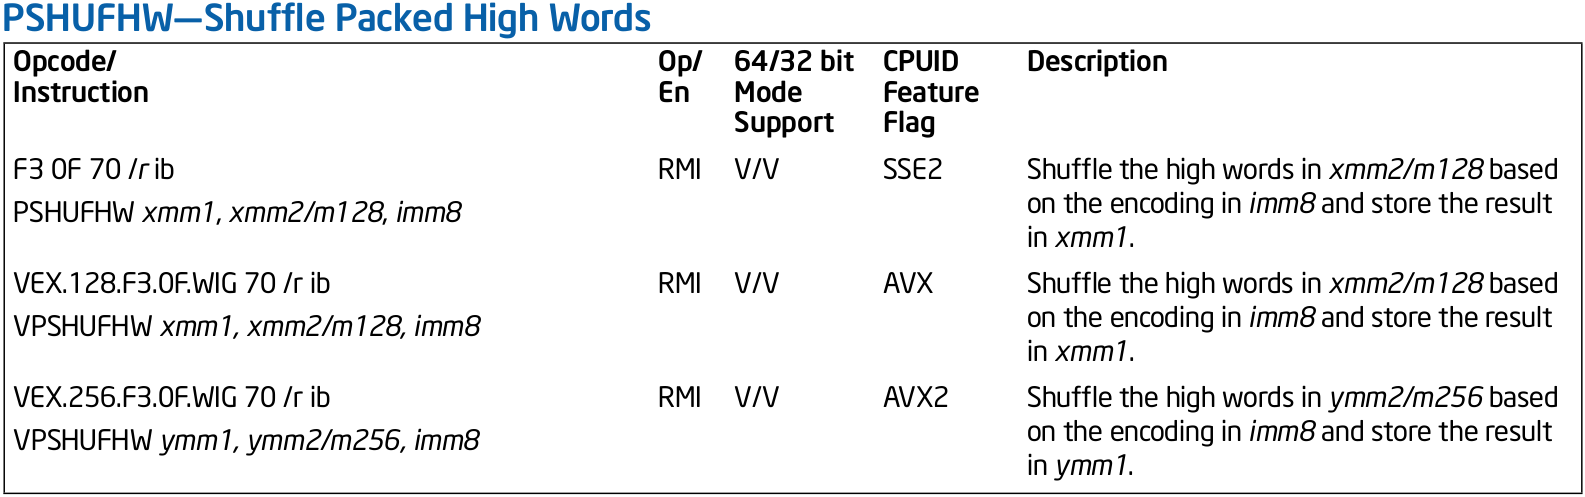 PSHUFHW—Shuffle Packed High Words
Opcode/
Instruction
Op/
En
64/32 bit
Mode
Support
CPUID
Feature
Flag
Description
F3 0F 70 /r ib
PSHUFHW xmm1, xmm2/m128, imm8
RMI
V/V
SSE2
Shuffle the high words in xmm2/m128 based
on the encoding in imm8 and store the result
in xmm1.
VEX.128.F3.0F.WIG 70 /r ib
VPSHUFHW xmm1, xmm2/m128, imm8
RMI
V/V
AVX
Shuffle the high words in xmm2/m128 based
on the encoding in imm8 and store the result
in xmm1.
VEX.256.F3.0F.WIG 70 /r ib
VPSHUFHW ymm1, ymm2/m256, imm8
RMI
V/V
AVX2
Shuffle the high words in ymm2/m256 based
on the encoding in imm8 and store the result
in ymm1.